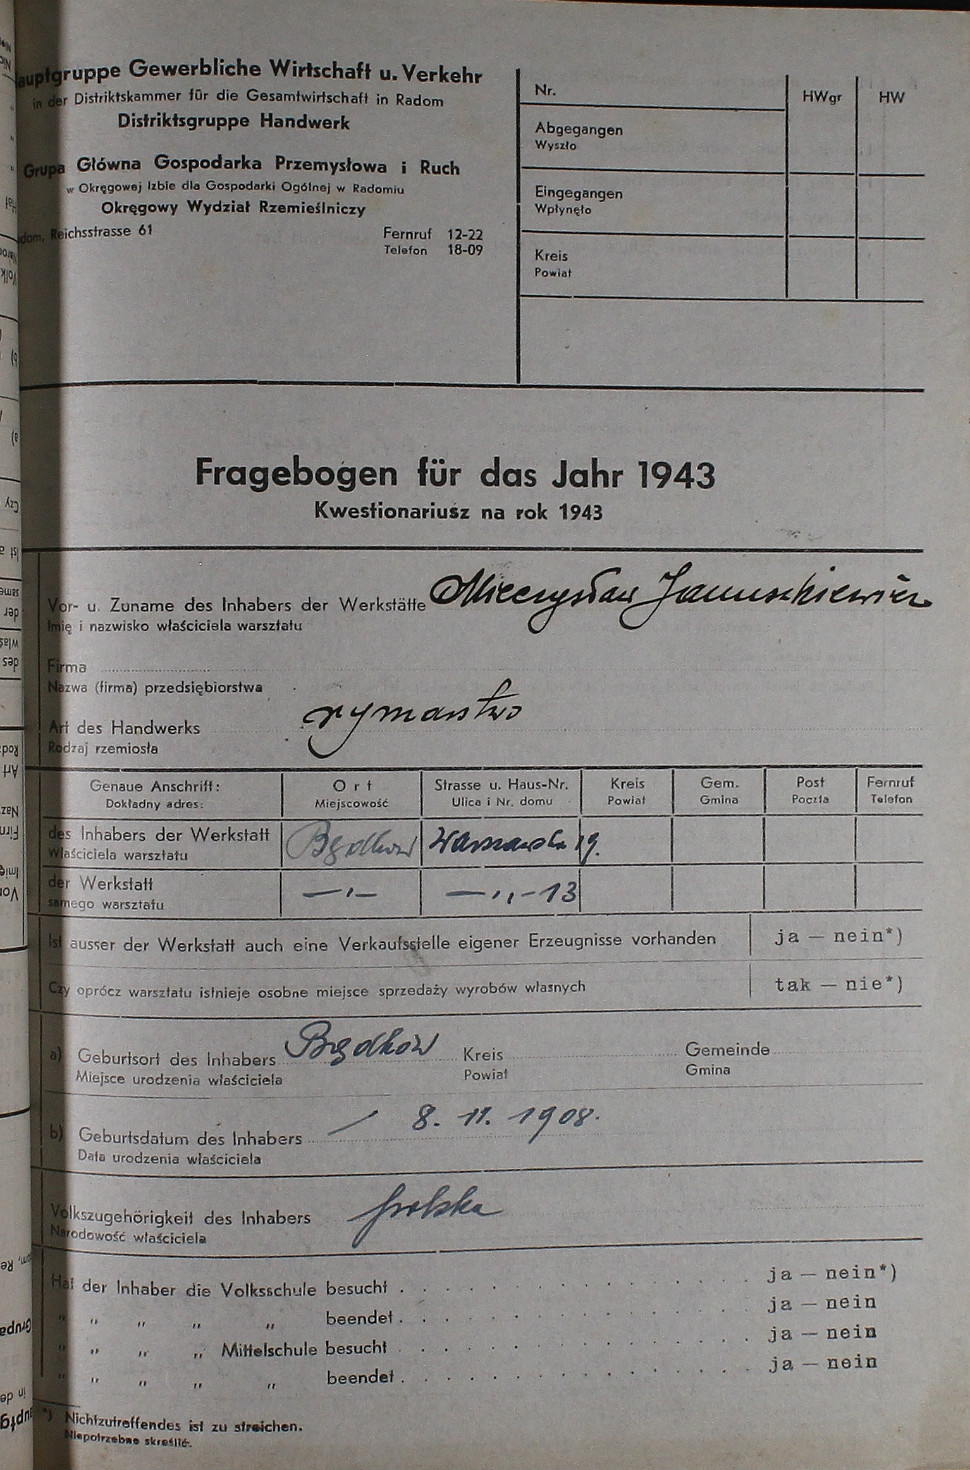 Hauptgruppe Gewerbliche Wirtschaft u. Verkehr
in der Distriktskammer für die Gesamtwirtschaft in Radom
Distriktsgruppe Handwerk
Grupa Główna Gospodarka Przemysłowa i Ruch
w Okręgowej Izbie dla Gospodarki Ogólnej w Radomiu
Okręgowy Wydział Rzemieślniczy
Reichsstrasse 61 Fernruf 12-22
Telefon 18-09
Nr. HWgr HW
Abgegangen
Wyszło
Eingegangen
Wpłynęło
Kreis
Powiat
Fragebogen für das Jahr 1943
Kwestionariusz na rok 1943
Vor- u. Zuname des Inhabers der Werkstätte Mieczysław Januszkiewicz
Imię i nazwisko właściciela warsztatu
Firma
Nazwa (firma) przedsiębiorstwa
Art des Handwerks rymarstwo
Rodzaj rzemiosła
Genaue Anschrift: Ort Strasse u. Haus-Nr. Kreis Gem. Post Fernruf
Dokładny adres: Miejscowość Ulica i Nr. domu Powiat Gmina Poczta Telefon
des Inhabers der Werkstatt Będków Warszawska 19.
Właściciela warsztatu
der Werkstatt —„— —„— 13
samego warsztatu
Ist ausser der Werkstatt auch eine Verkaufsstelle eigener Erzeugnisse vorhanden ja — nein*)
Czy oprócz warsztatu istnieje osobne miejsce sprzedaży wyrobów własnych tak — nie*)
a) Geburtsort des Inhabers Będków Kreis Gemeinde
Miejsce urodzenia właściciela Powiat Gmina
b) Geburtsdatum des Inhabers 8. 11. 1908.
Data urodzenia właściciela
Volkszugehörigkeit des Inhabers polska
Narodowość właściciela
Hat der Inhaber die Volksschule besucht ja — nein*)
„ „ „ „ „ beendet ja — nein
„ „ „ „ Mittelschule besucht ja — nein
„ „ „ „ „ beendet ja — nein
*) Nichtzutreffendes ist zu streichen.
Niepotrzebne skreślić.